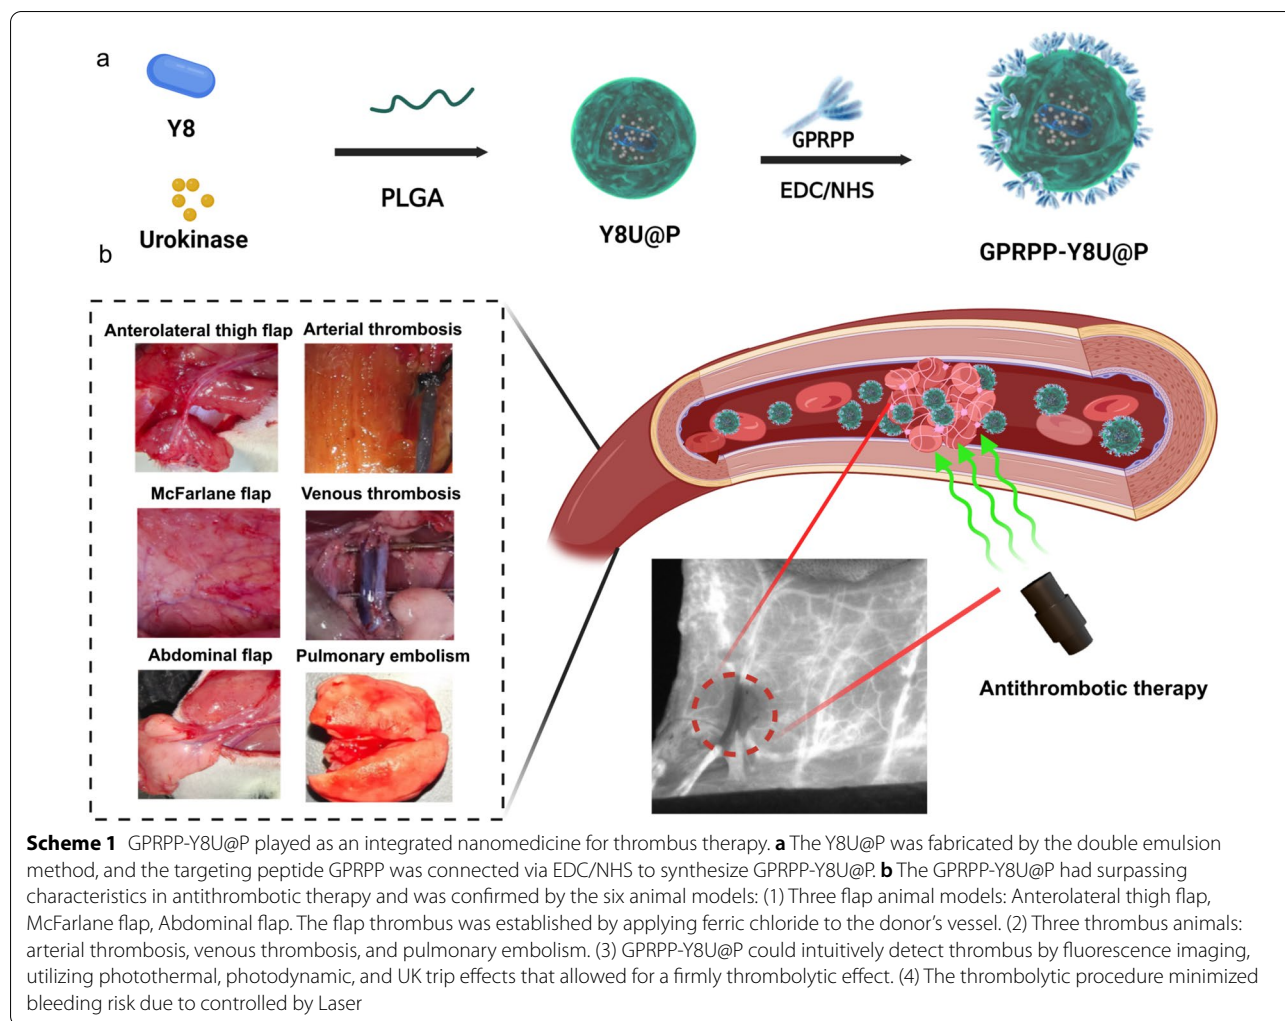 a
Y8
Urokinase
PLGA
Y8U@P
GPRPP
EDC/NHS
GPRPP-Y8U@P
b
Anterolateral thigh flap
Arterial thrombosis
McFarlane flap
Venous thrombosis
Abdominal flap
Pulmonary embolism
Antithrombotic therapy
Scheme 1 GPRPP-Y8U@P played as an integrated nanomedicine for thrombus therapy. a The Y8U@P was fabricated by the double emulsion
method, and the targeting peptide GPRPP was connected via EDC/NHS to synthesize GPRPP-Y8U@P. b The GPRPP-Y8U@P had surpassing
characteristics in antithrombotic therapy and was confirmed by the six animal models: (1) Three flap animal models: Anterolateral thigh flap,
McFarlane flap, Abdominal flap. The flap thrombus was established by applying ferric chloride to the donor's vessel. (2) Three thrombus animals:
arterial thrombosis, venous thrombosis, and pulmonary embolism. (3) GPRPP-Y8U@P could intuitively detect thrombus by fluorescence imaging,
utilizing photothermal, photodynamic, and UK trip effects that allowed for a firmly thrombolytic effect. (4) The thrombolytic procedure minimized
bleeding risk due to controlled by Laser